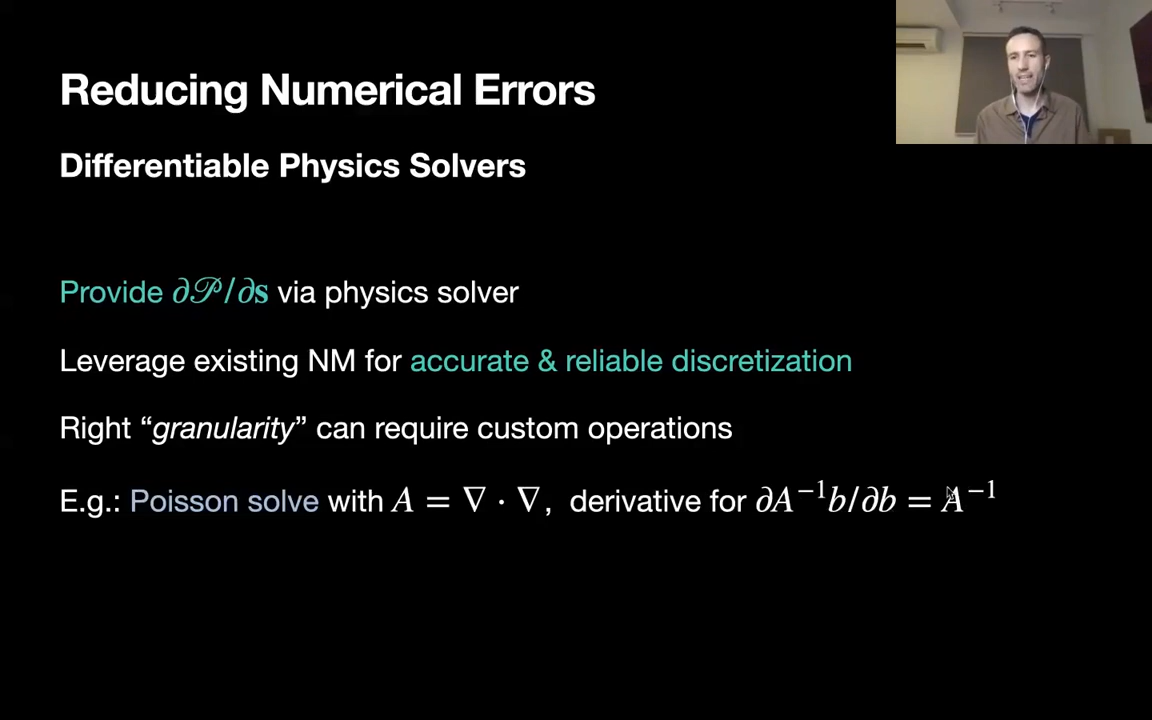 Reducing Numerical Errors
Differentiable Physics Solvers
Provide ∂𝒫/∂s via physics solver
Leverage existing NM for accurate & reliable discretization
Right “granularity” can require custom operations
E.g.: Poisson solve with A = ∇ · ∇, derivative for ∂A⁻¹b/∂b = A⁻¹